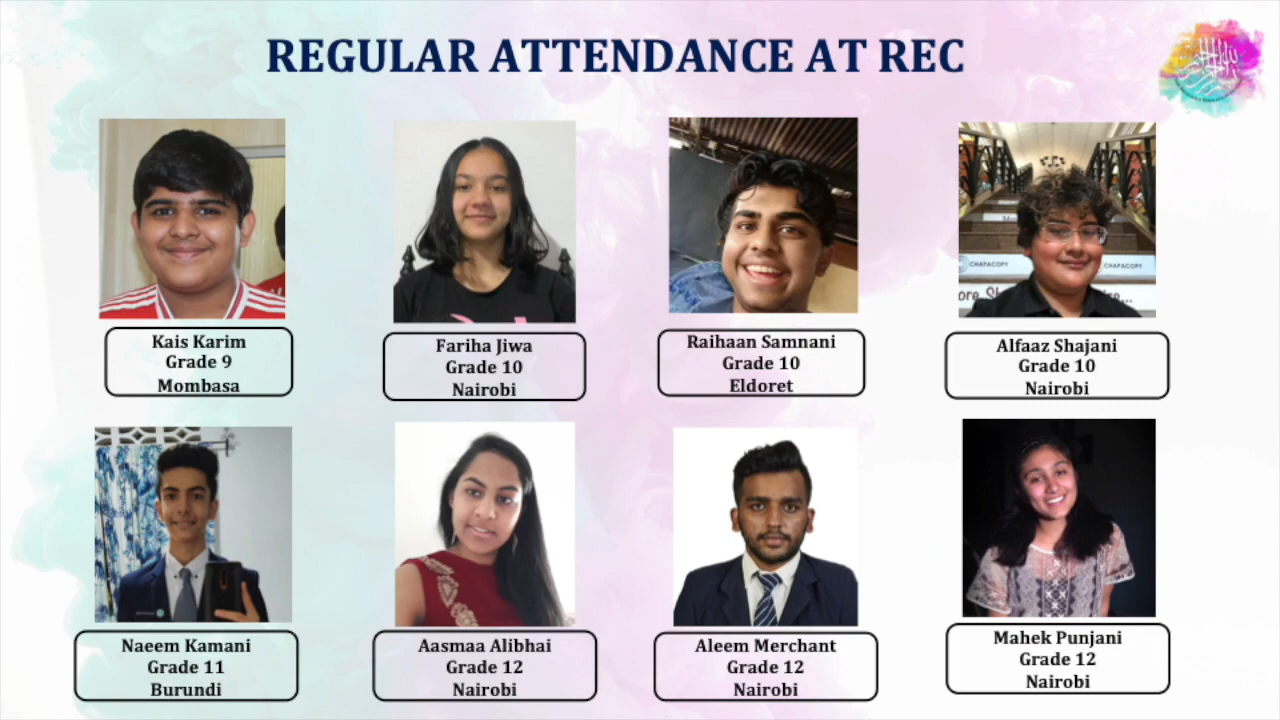 REGULAR ATTENDANCE AT REC
CHAPACOPY
CHAPACOPY
Kais Karim
Grade 9
Mombasa
Fariha Jiwa
Grade 10
Nairobi
Raihaan Samnani
Grade 10
Eldoret
Alfaaz Shajani
Grade 10
Nairobi
Naeem Kamani
Grade 11
Burundi
Aasmaa Alibhai
Grade 12
Nairobi
Aleem Merchant
Grade 12
Nairobi
Mahek Punjani
Grade 12
Nairobi